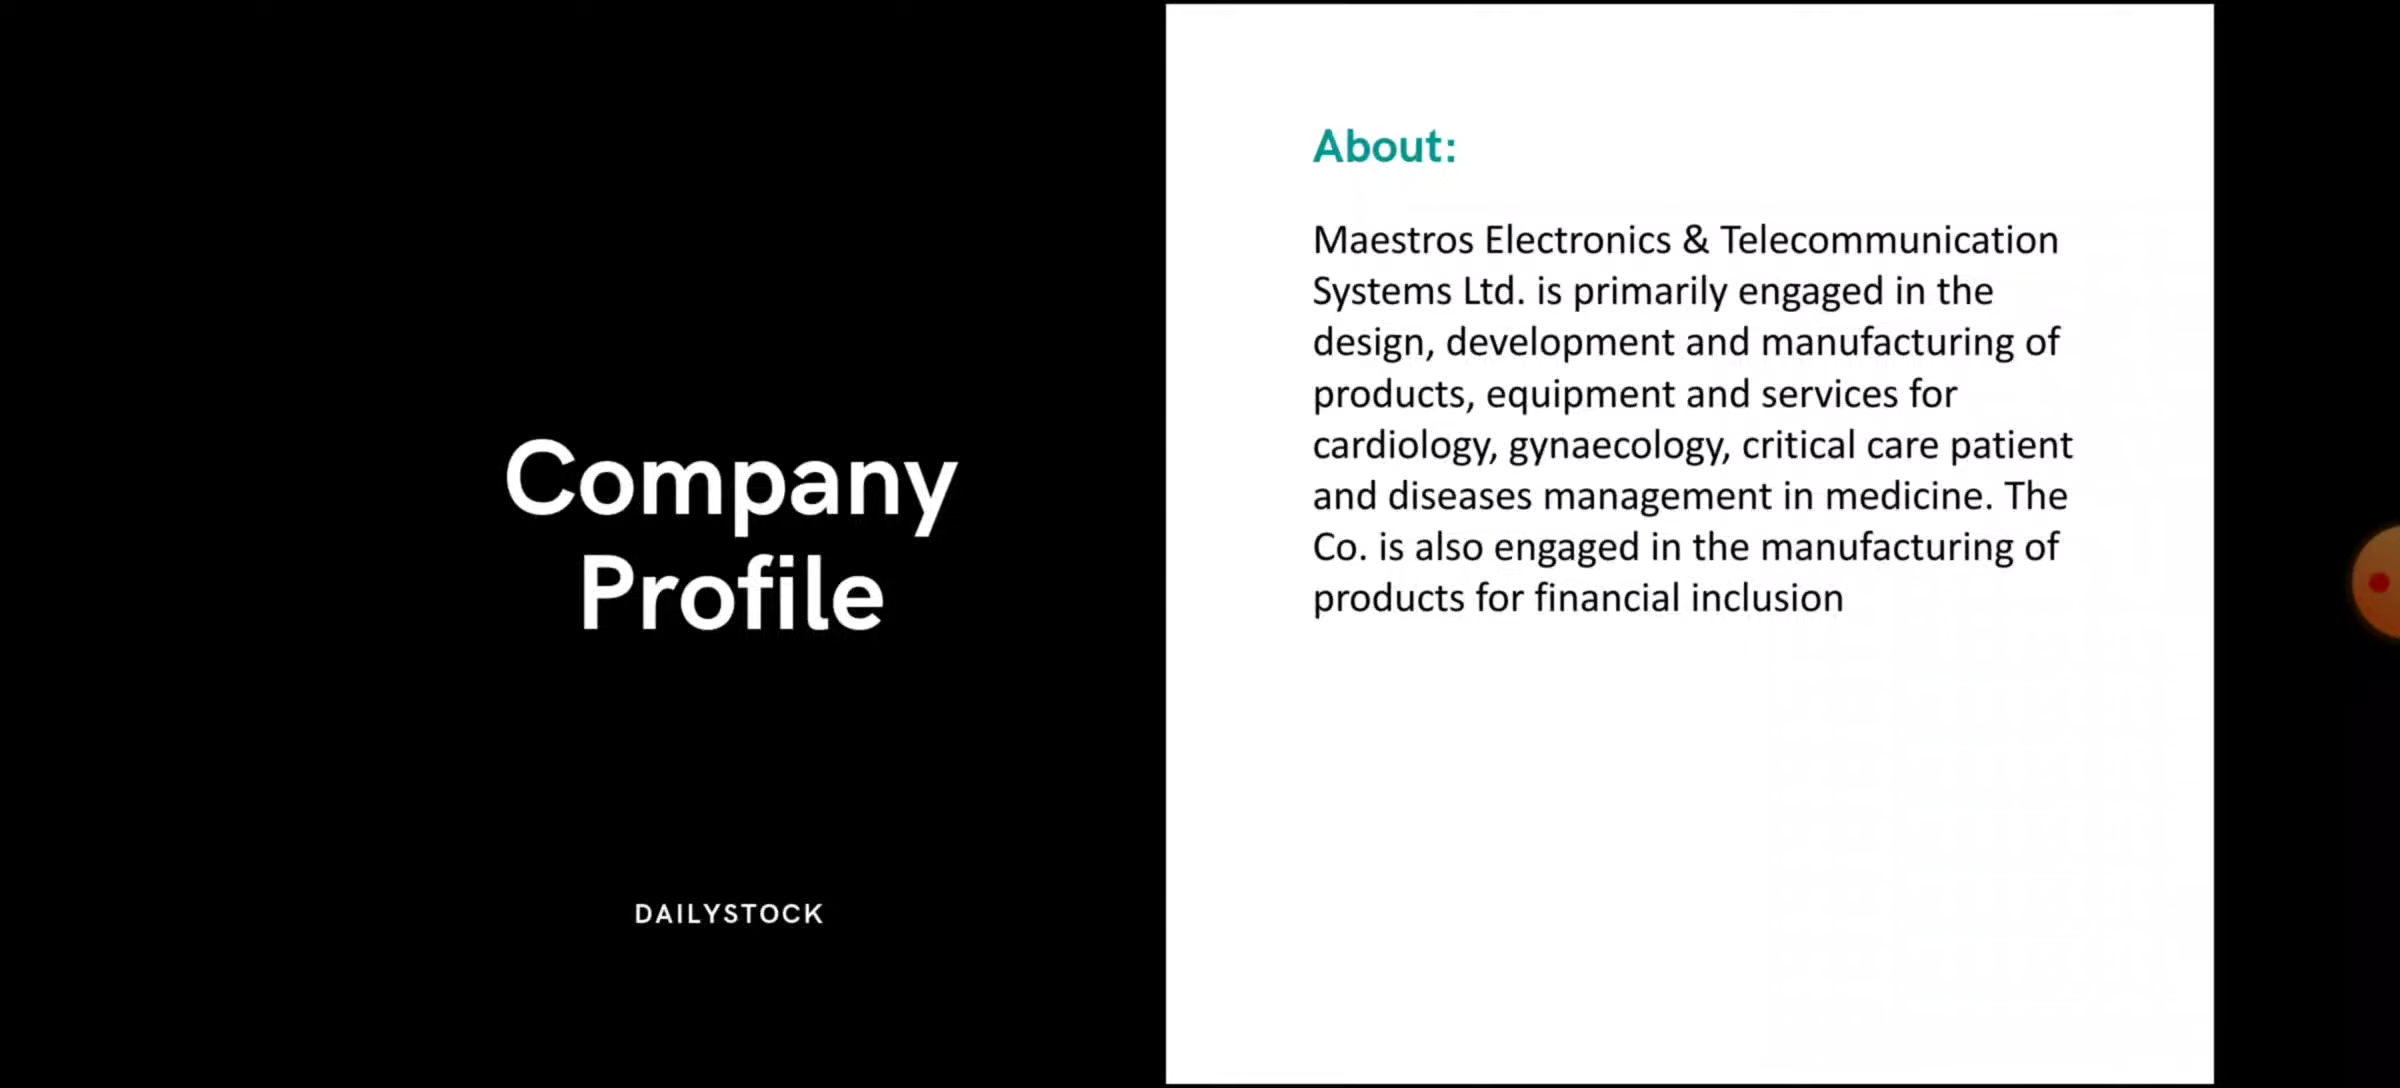 Company
Profile
DAILYSTOCK
About:
Maestros Electronics & Telecommunication
Systems Ltd. is primarily engaged in the
design, development and manufacturing of
products, equipment and services for
cardiology, gynaecology, critical care patient
and diseases management in medicine. The
Co. is also engaged in the manufacturing of
products for financial inclusion